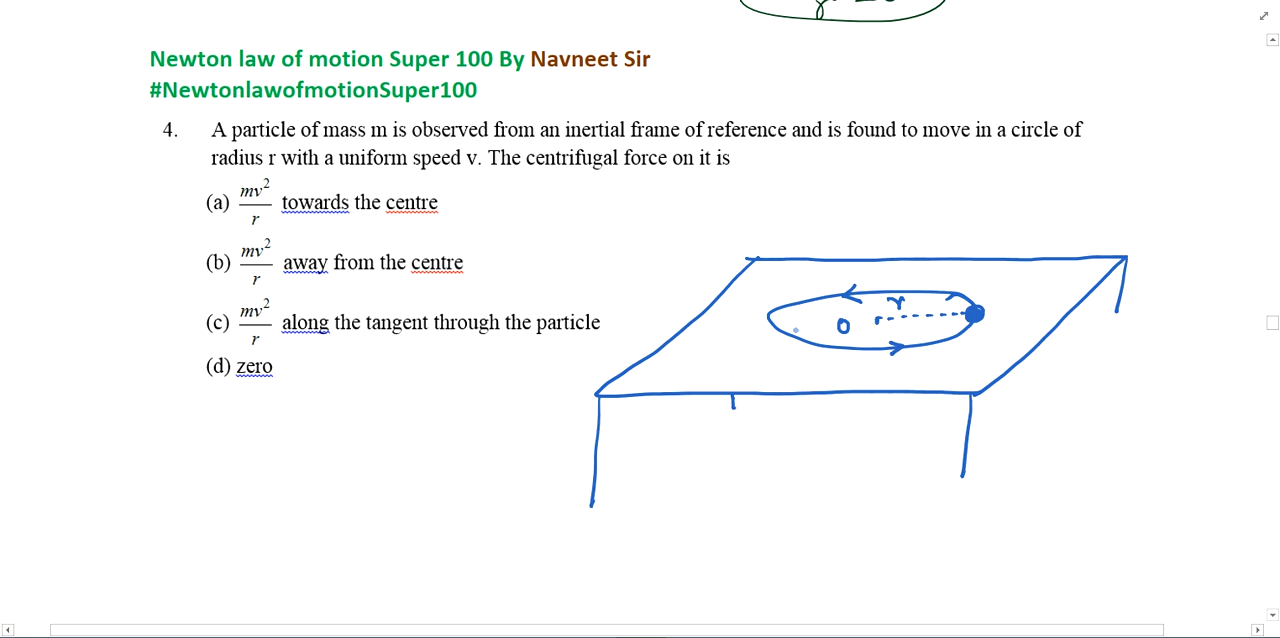 Newton law of motion Super 100 By Navneet Sir
#NewtonlawofmotionSuper100
4. A particle of mass m is observed from an inertial frame of reference and is found to move in a circle of
radius r with a uniform speed v. The centrifugal force on it is
(a) mv²/r towards the centre
(b) mv²/r away from the centre
(c) mv²/r along the tangent through the particle
(d) zero
r
O